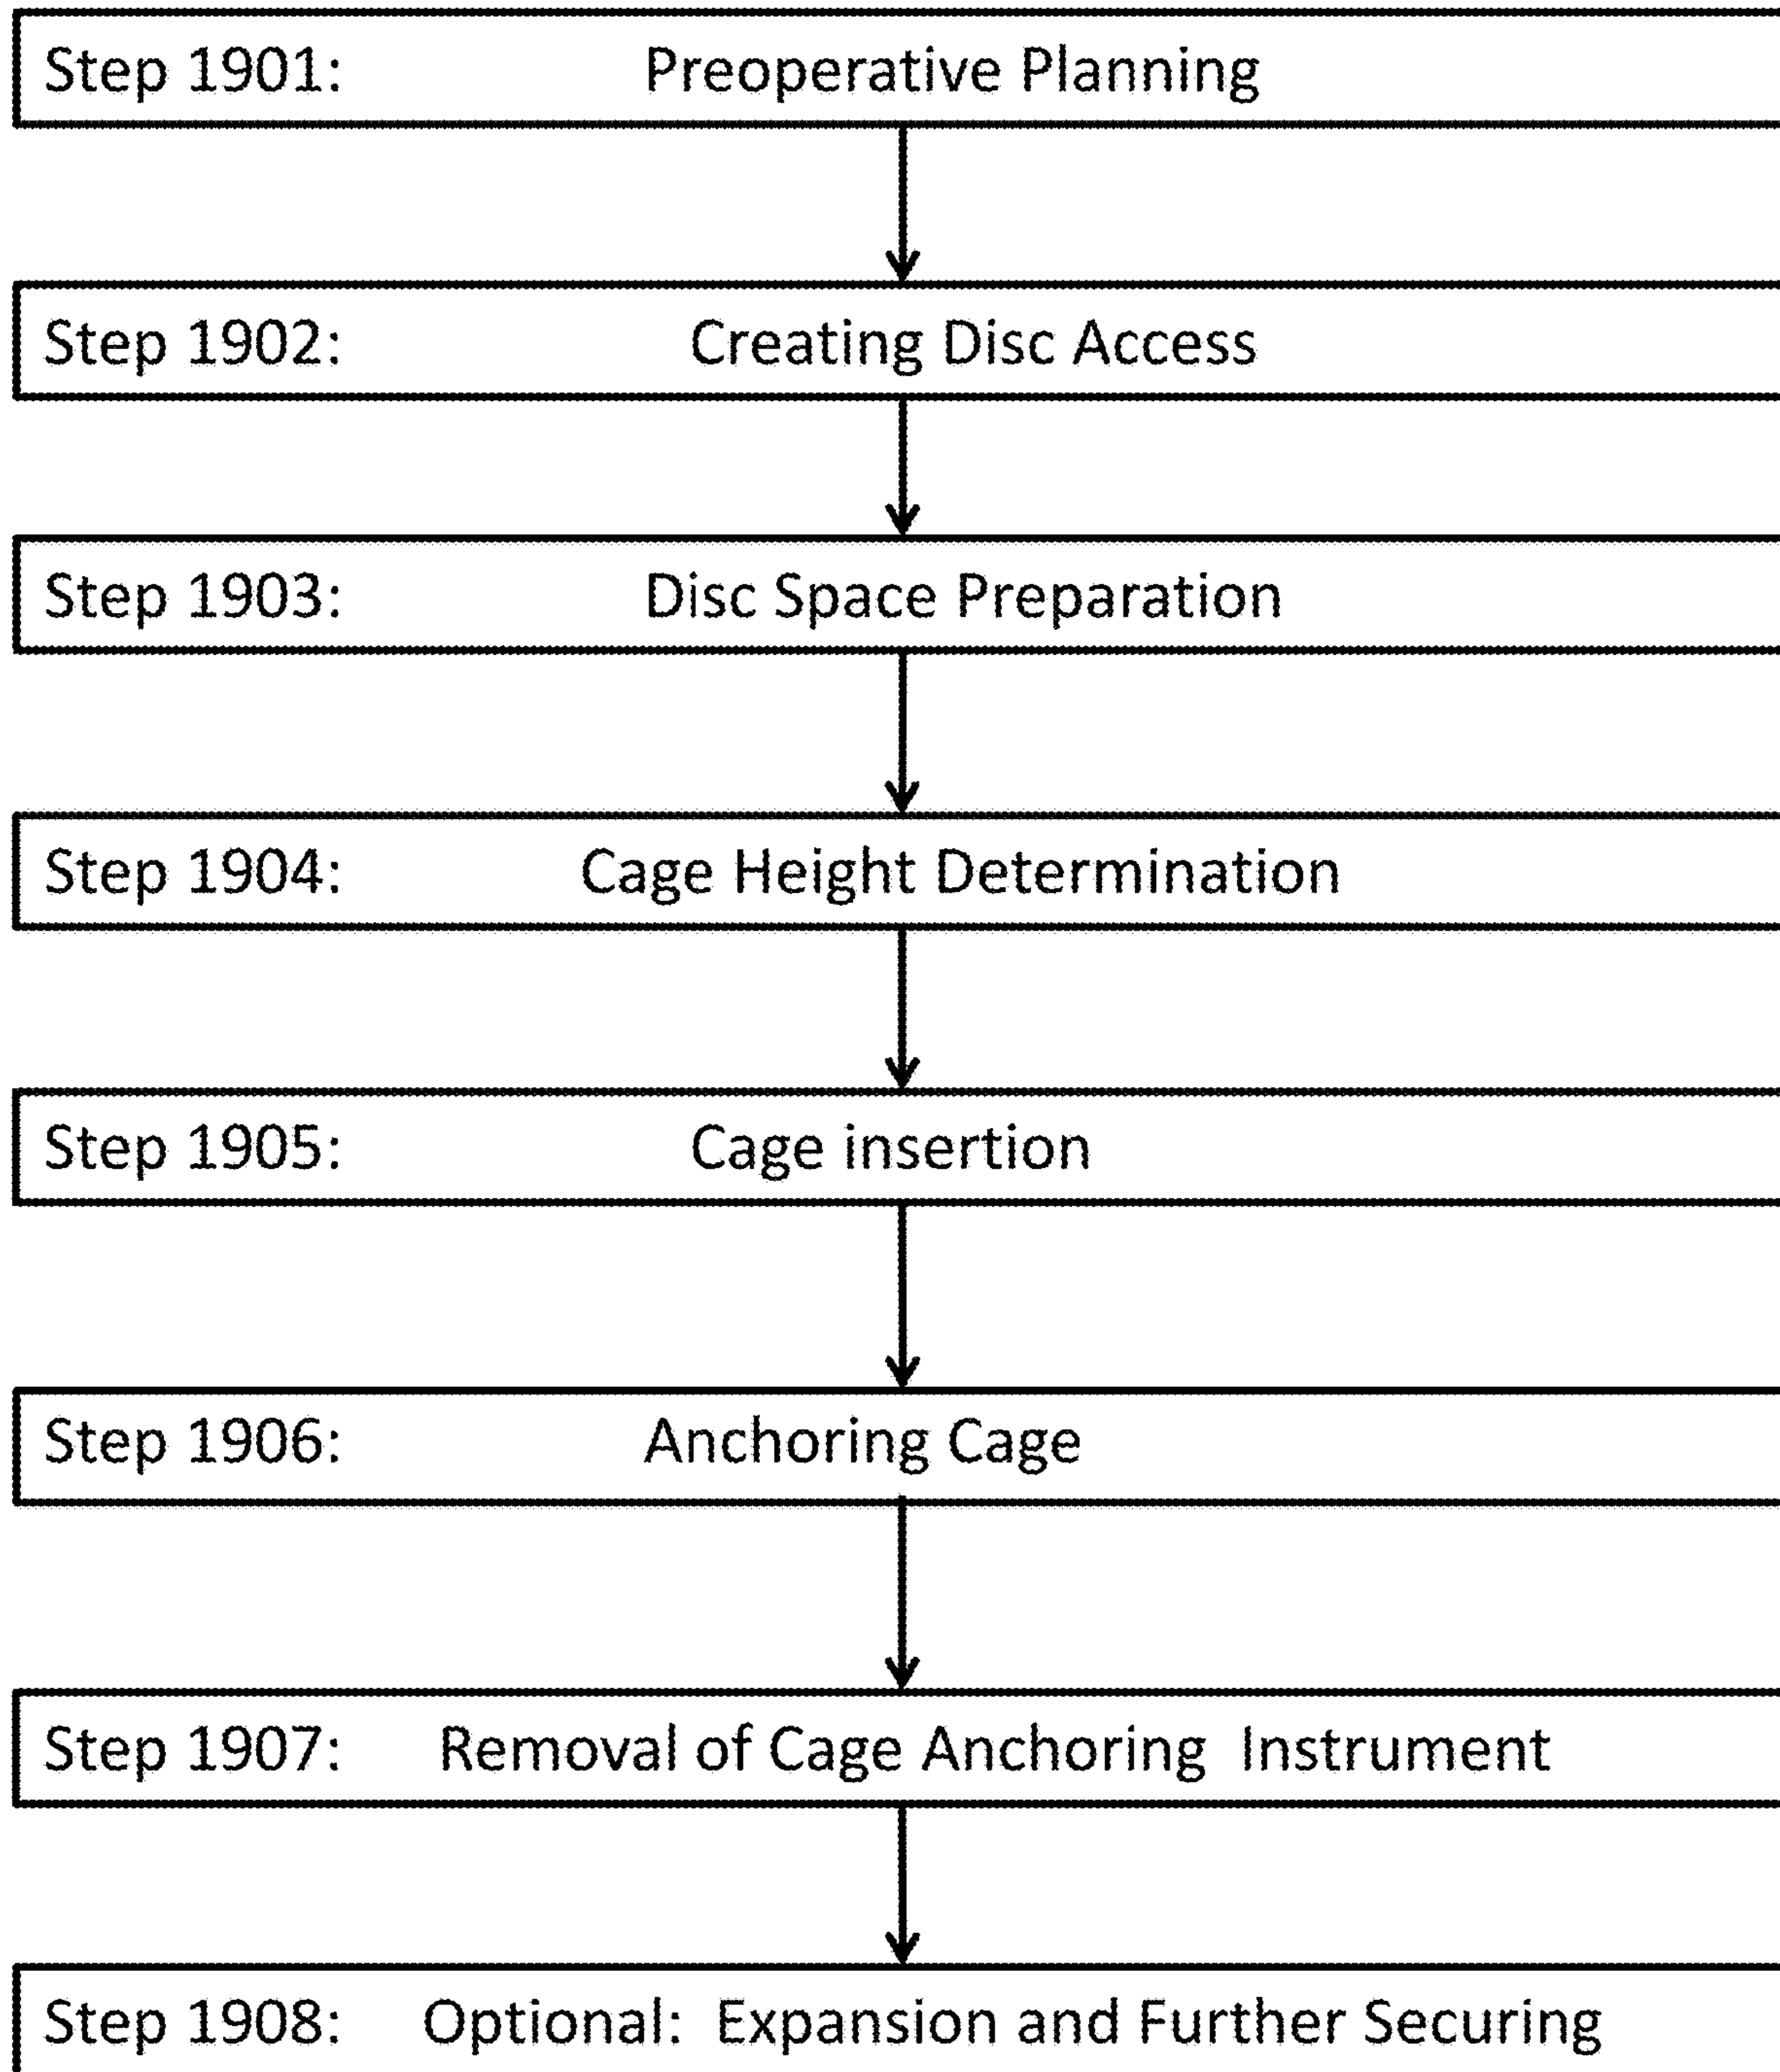 Step 1901: Preoperative Planning
Step 1902: Creating Disc Access
Step 1903: Disc Space Preparation
Step 1904: Cage Height Determination
Step 1905: Cage insertion
Step 1906: Anchoring Cage
Step 1907: Removal of Cage Anchoring Instrument
Step 1908: Optional: Expansion and Further Securing